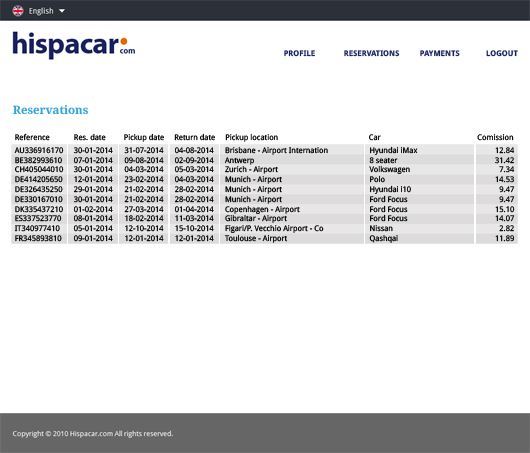 English
hispacar.com
PROFILE RESERVATIONS PAYMENTS LOGOUT
Reservations
Reference Res. date Pickup date Return date Pickup location Car Comission
AU336916170 30-01-2014 31-07-2014 04-08-2014 Brisbane - Airport Internation Hyundai iMax 12.84
BE382993610 07-01-2014 09-08-2014 02-09-2014 Antwerp 8 seater 31.42
CH405044010 30-01-2014 04-03-2014 05-03-2014 Zurich - Airport Volkswagen 7.34
DE414205650 12-01-2014 23-02-2014 04-03-2014 Munich - Airport Polo 14.53
DE326435250 29-01-2014 21-02-2014 28-02-2014 Munich - Airport Hyundai i10 9.47
DE330167010 30-01-2014 21-02-2014 28-02-2014 Munich - Airport Ford Focus 9.47
DK335437210 01-02-2014 27-03-2014 01-04-2014 Copenhagen - Airport Ford Focus 15.10
ES337523770 08-01-2014 18-02-2014 11-03-2014 Gibraltar - Airport Ford Focus 14.07
IT340977410 05-01-2014 12-10-2014 15-10-2014 Figari/P. Vecchio Airport - Co Nissan 2.82
FR345893810 09-01-2014 12-01-2014 12-01-2014 Toulouse - Airport Qashqai 11.89
Copyright © 2010 Hispacar.com All rights reserved.